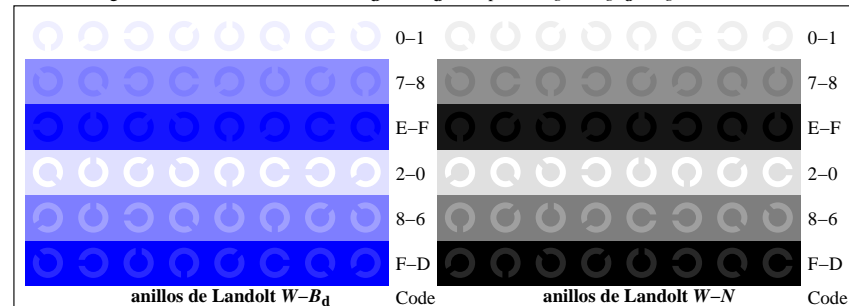 0–1 0–1
7–8 7–8
E–F E–F
2–0 2–0
8–6 8–6
F–D F–D
anillos de Landolt W–Bd Code anillos de Landolt W–N Code